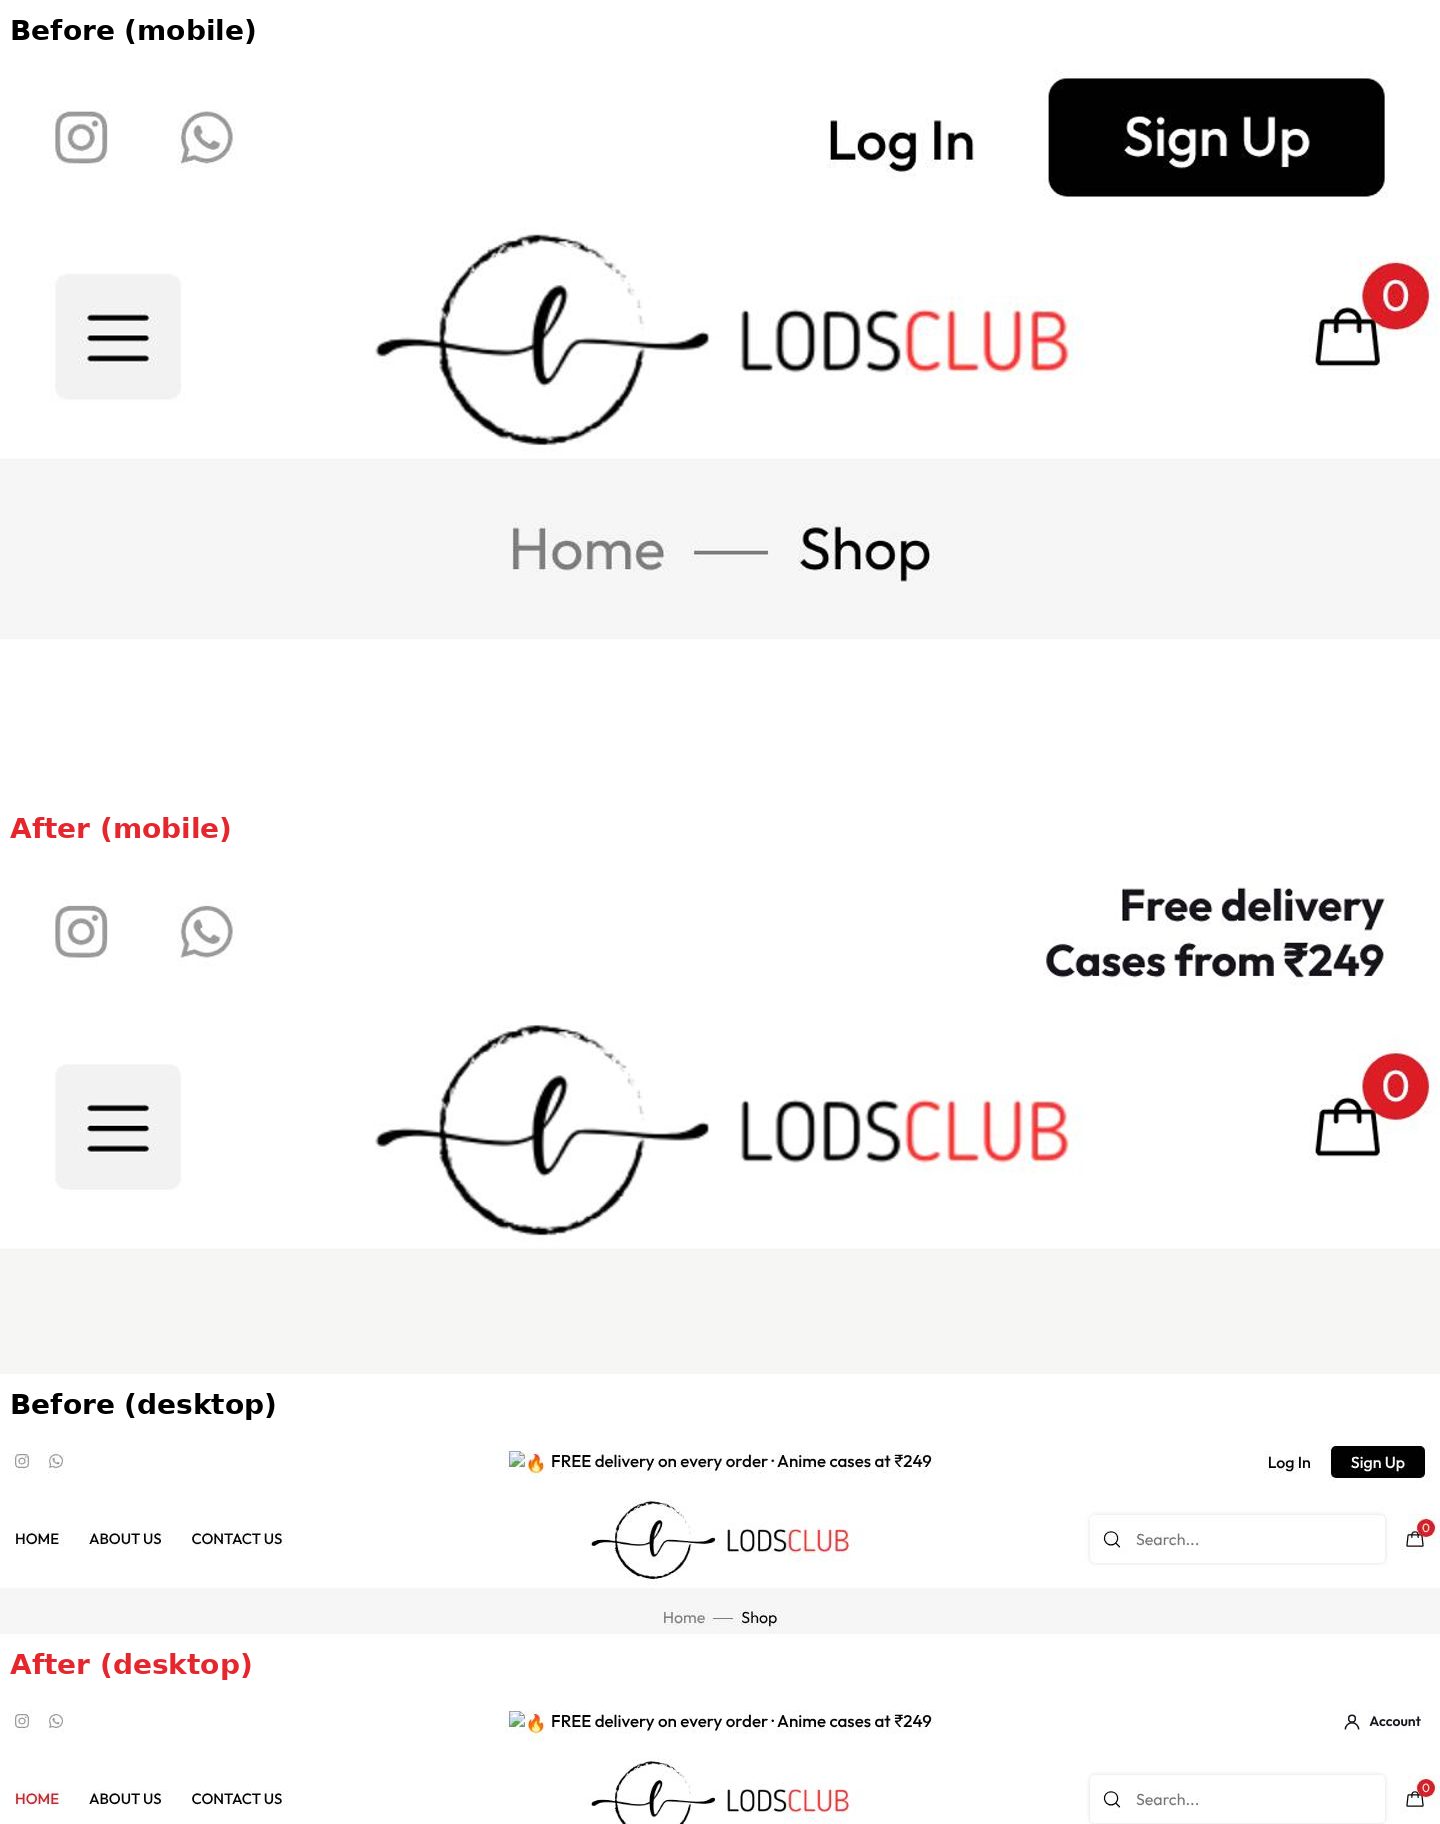 Before (mobile)
Log In
Sign Up
LODSCLUB
0
Home — Shop
After (mobile)
Free delivery
Cases from ₹249
LODSCLUB
0
Before (desktop)
🔥 FREE delivery on every order · Anime cases at ₹249
Log In
Sign Up
HOME ABOUT US CONTACT US
LODSCLUB
Search...
0
Home — Shop
After (desktop)
🔥 FREE delivery on every order · Anime cases at ₹249
Account
HOME ABOUT US CONTACT US
LODSCLUB
Search...
0